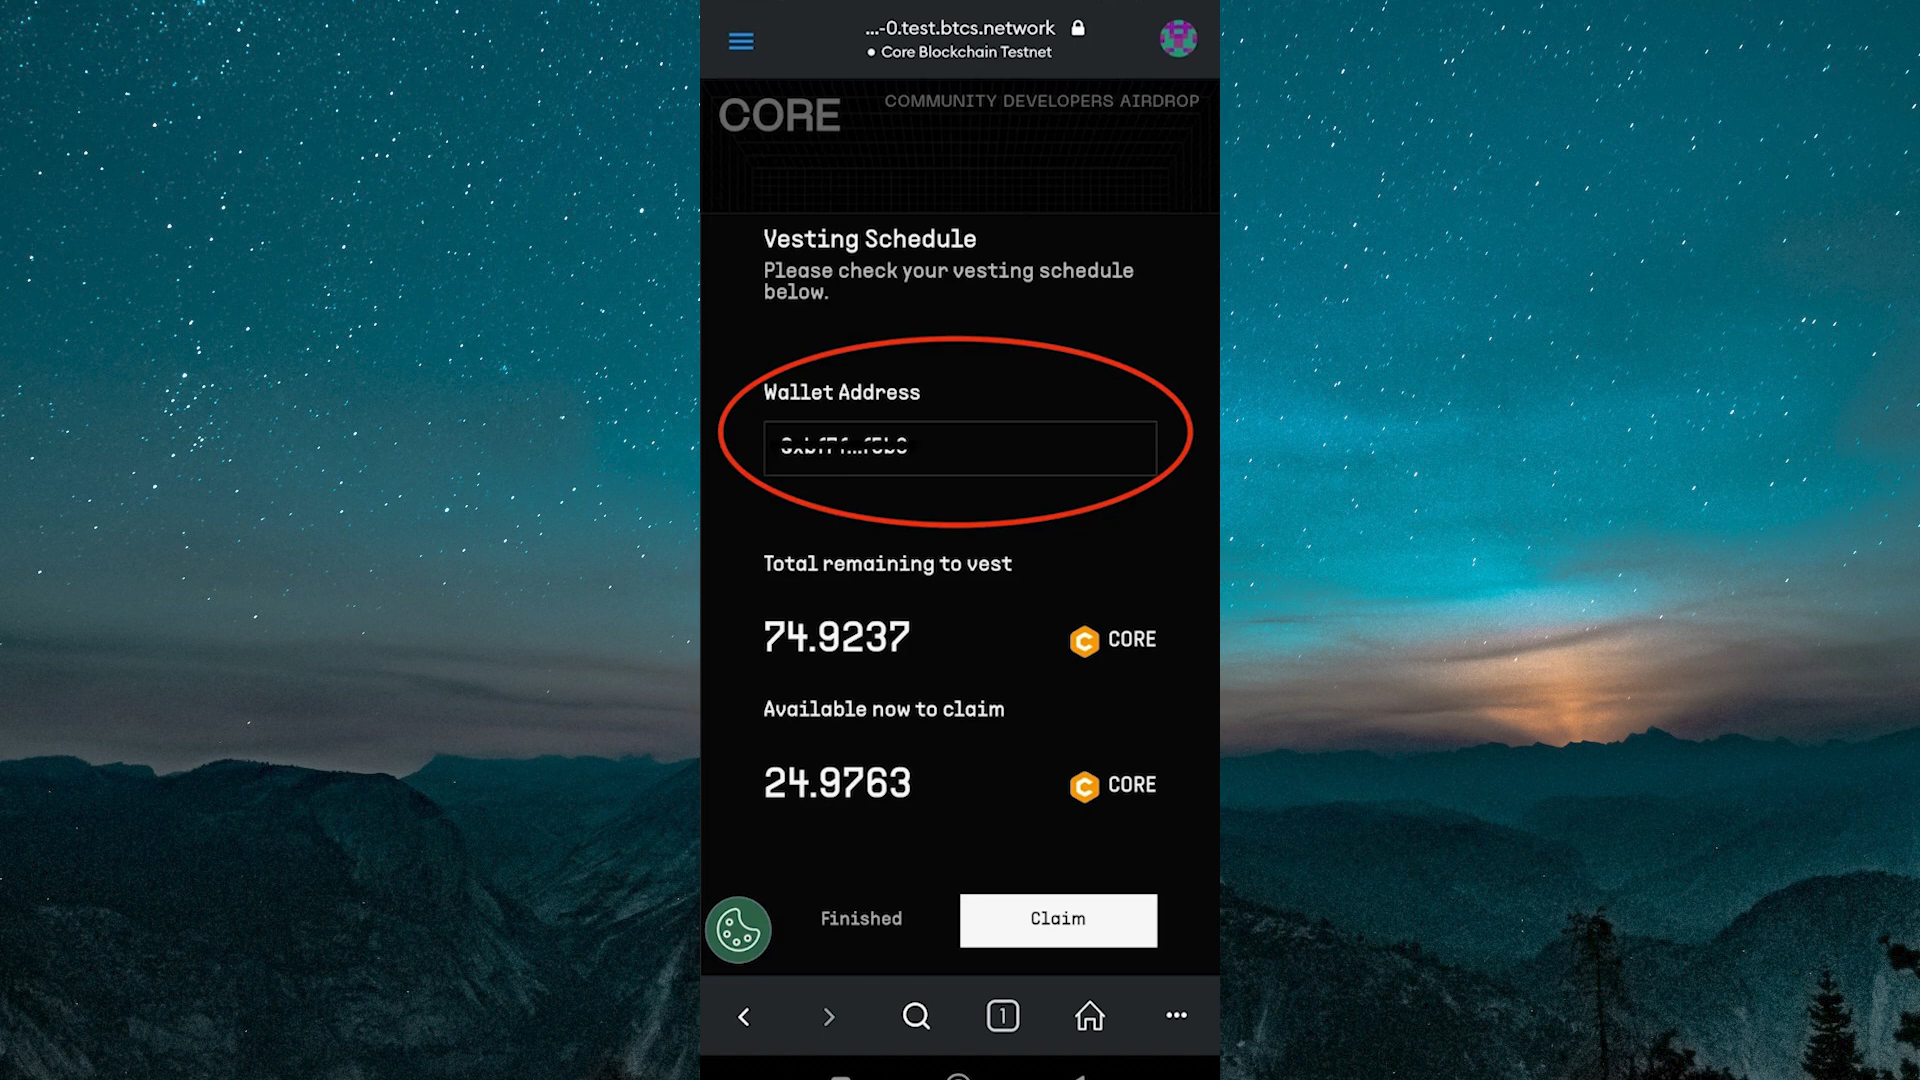 ...-0.test.btcs.network
Core Blockchain Testnet
CORE
COMMUNITY DEVELOPERS AIRDROP
Vesting Schedule
Please check your vesting schedule
below.
Wallet Address
Total remaining to vest
74.9237
CORE
Available now to claim
24.9763
CORE
Finished
Claim
1